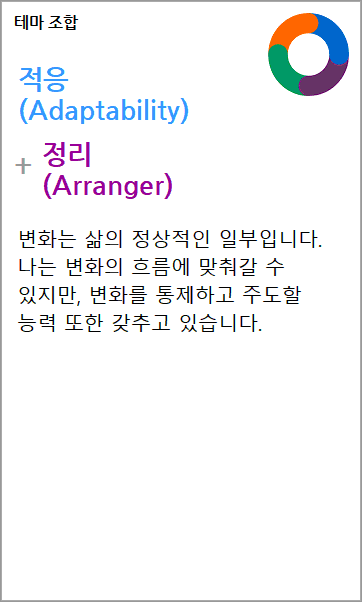 테마 조합
적응
(Adaptability)
+ 정리
(Arranger)
변화는 삶의 정상적인 일부입니다.
나는 변화의 흐름에 맞춰갈 수
있지만, 변화를 통제하고 주도할
능력 또한 갖추고 있습니다.